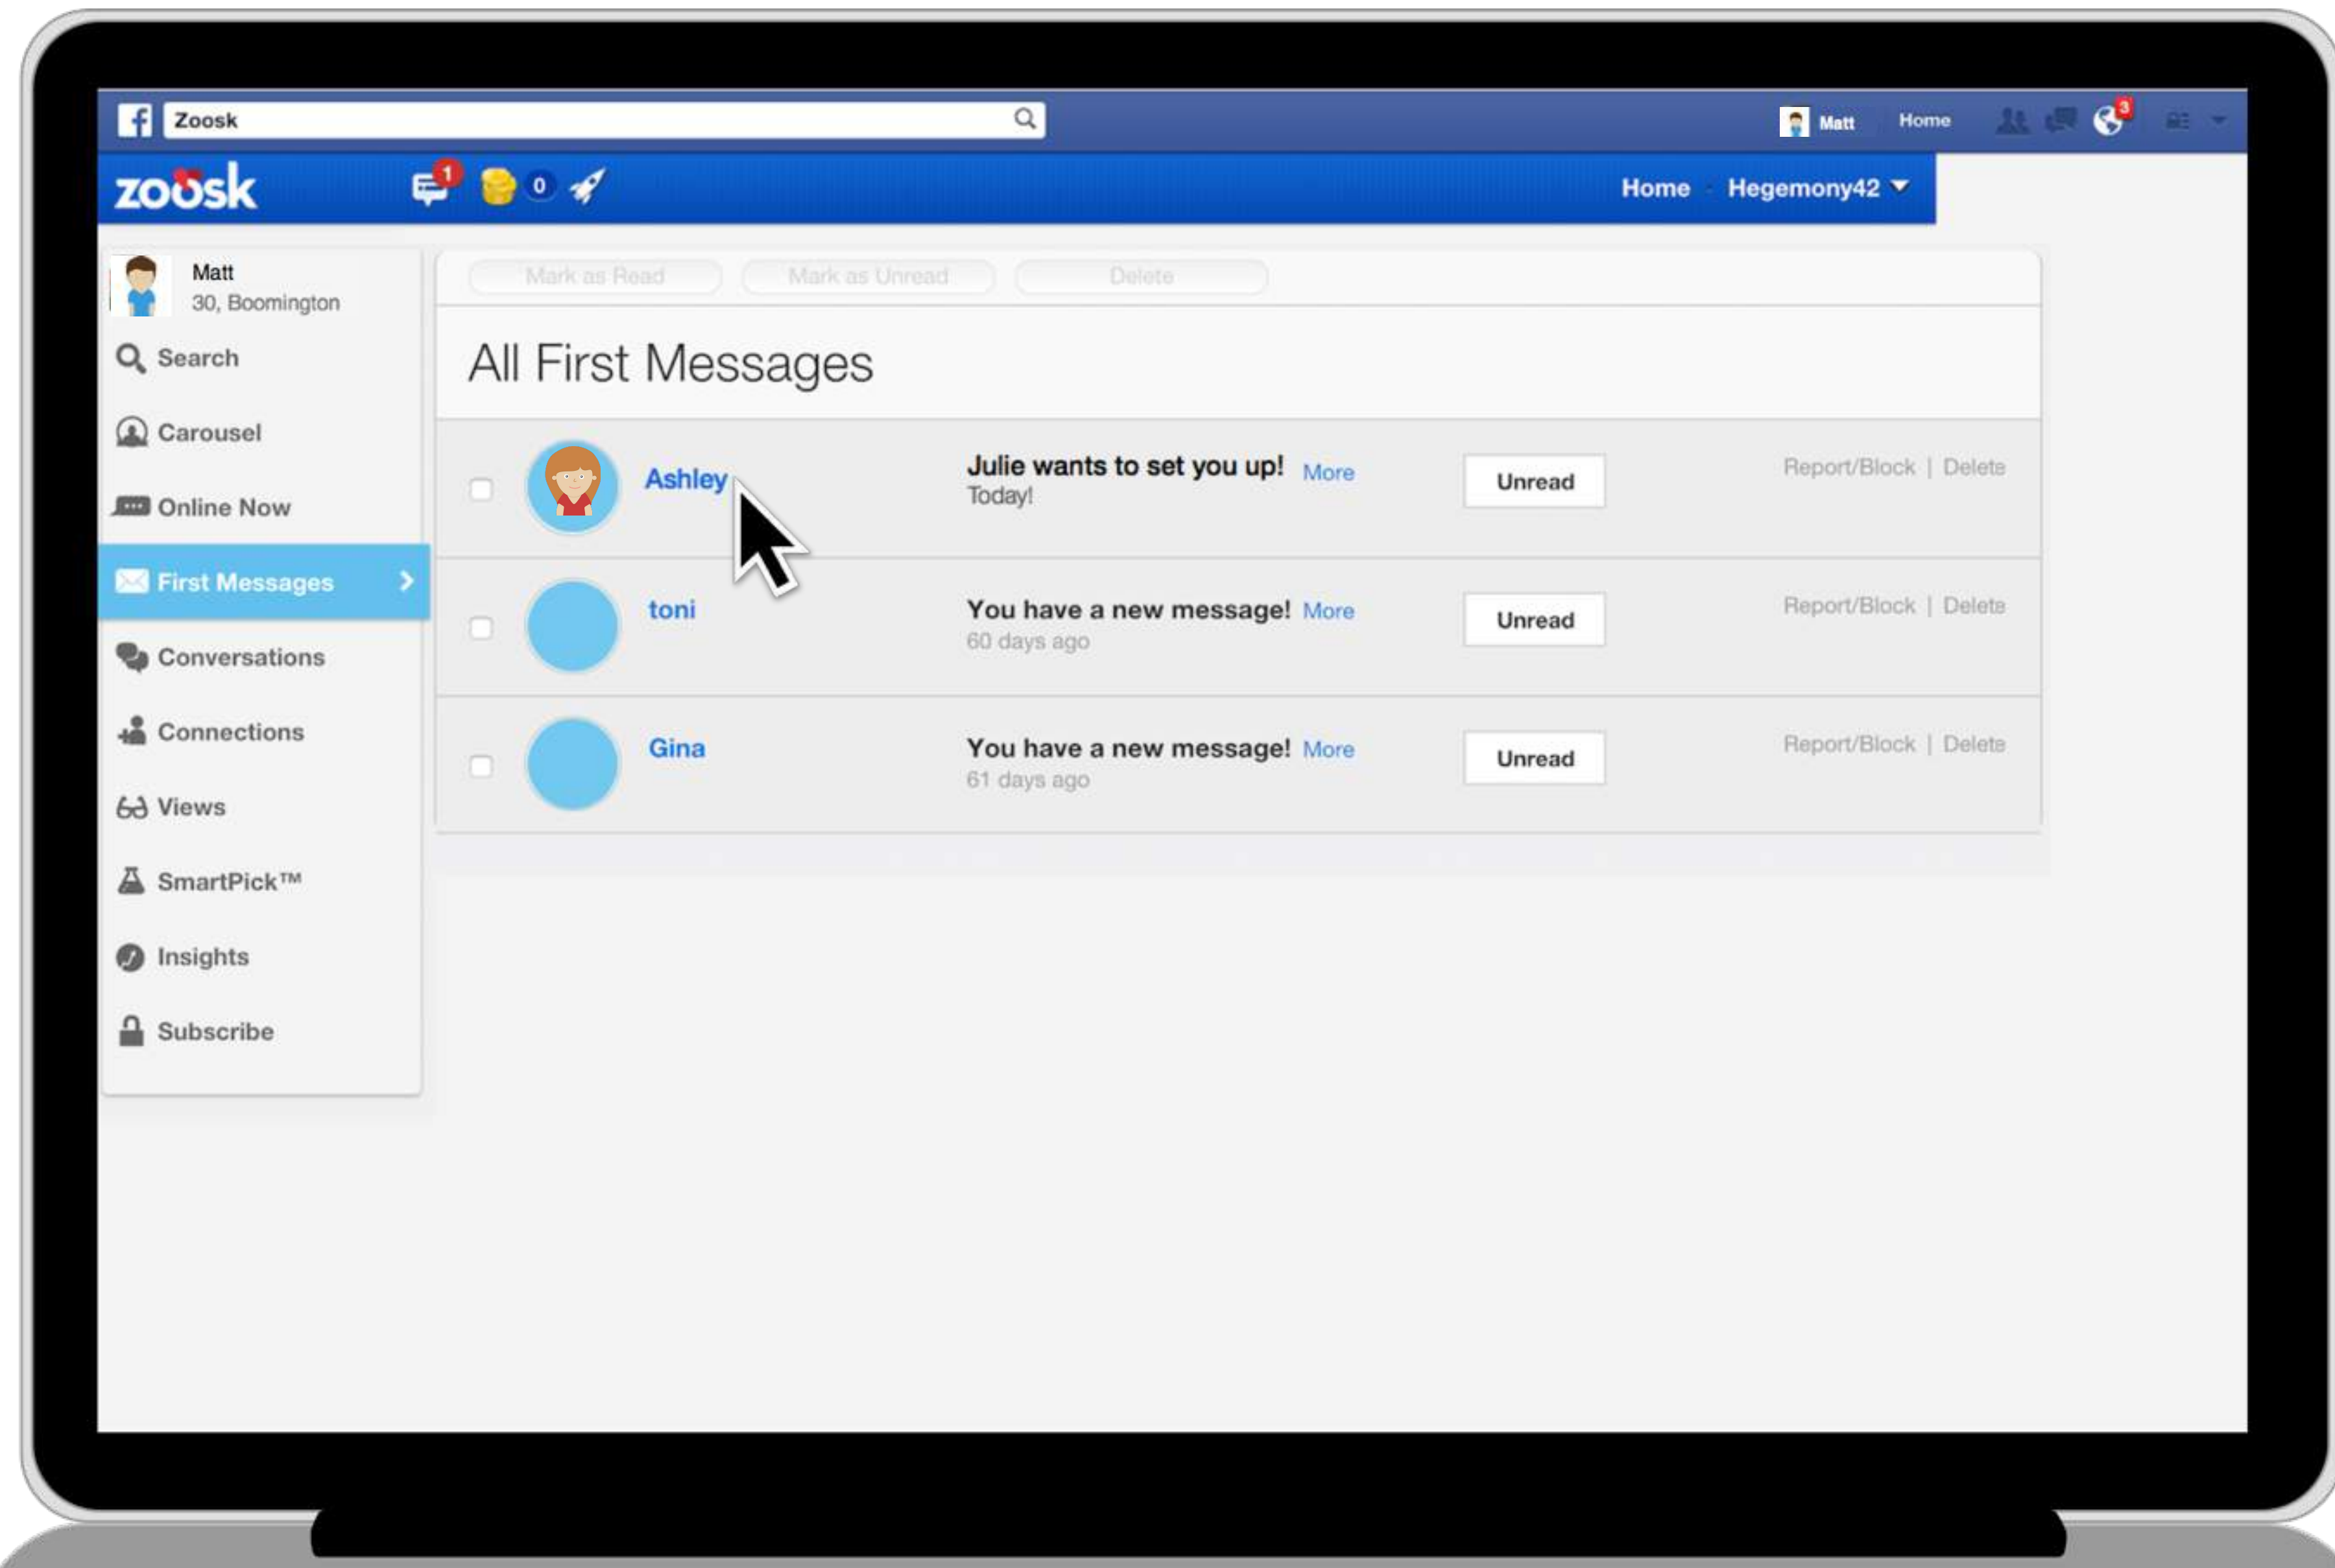 Zoosk
Matt Home 3
zoosk 1 0 Home Hegemony42
Matt
30, Boomington
Search
Carousel
Online Now
First Messages
Conversations
Connections
Views
SmartPick™
Insights
Subscribe
Mark as Read Mark as Unread Delete
All First Messages
Ashley Julie wants to set you up! More Unread Report/Block | Delete
Today!
toni You have a new message! More Unread Report/Block | Delete
60 days ago
Gina You have a new message! More Unread Report/Block | Delete
61 days ago